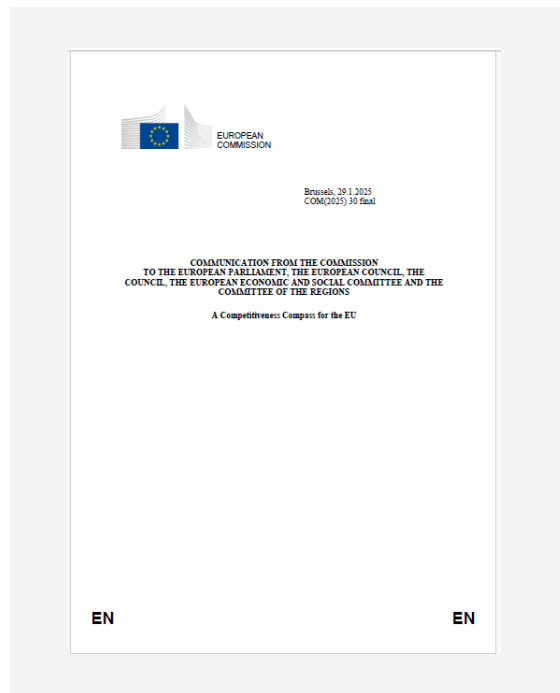 EUROPEAN
COMMISSION
Brussels, 29.1.2025
COM(2025) 30 final
COMMUNICATION FROM THE COMMISSION
TO THE EUROPEAN PARLIAMENT, THE EUROPEAN COUNCIL, THE
COUNCIL, THE EUROPEAN ECONOMIC AND SOCIAL COMMITTEE AND THE
COMMITTEE OF THE REGIONS
A Competitiveness Compass for the EU
EN
EN